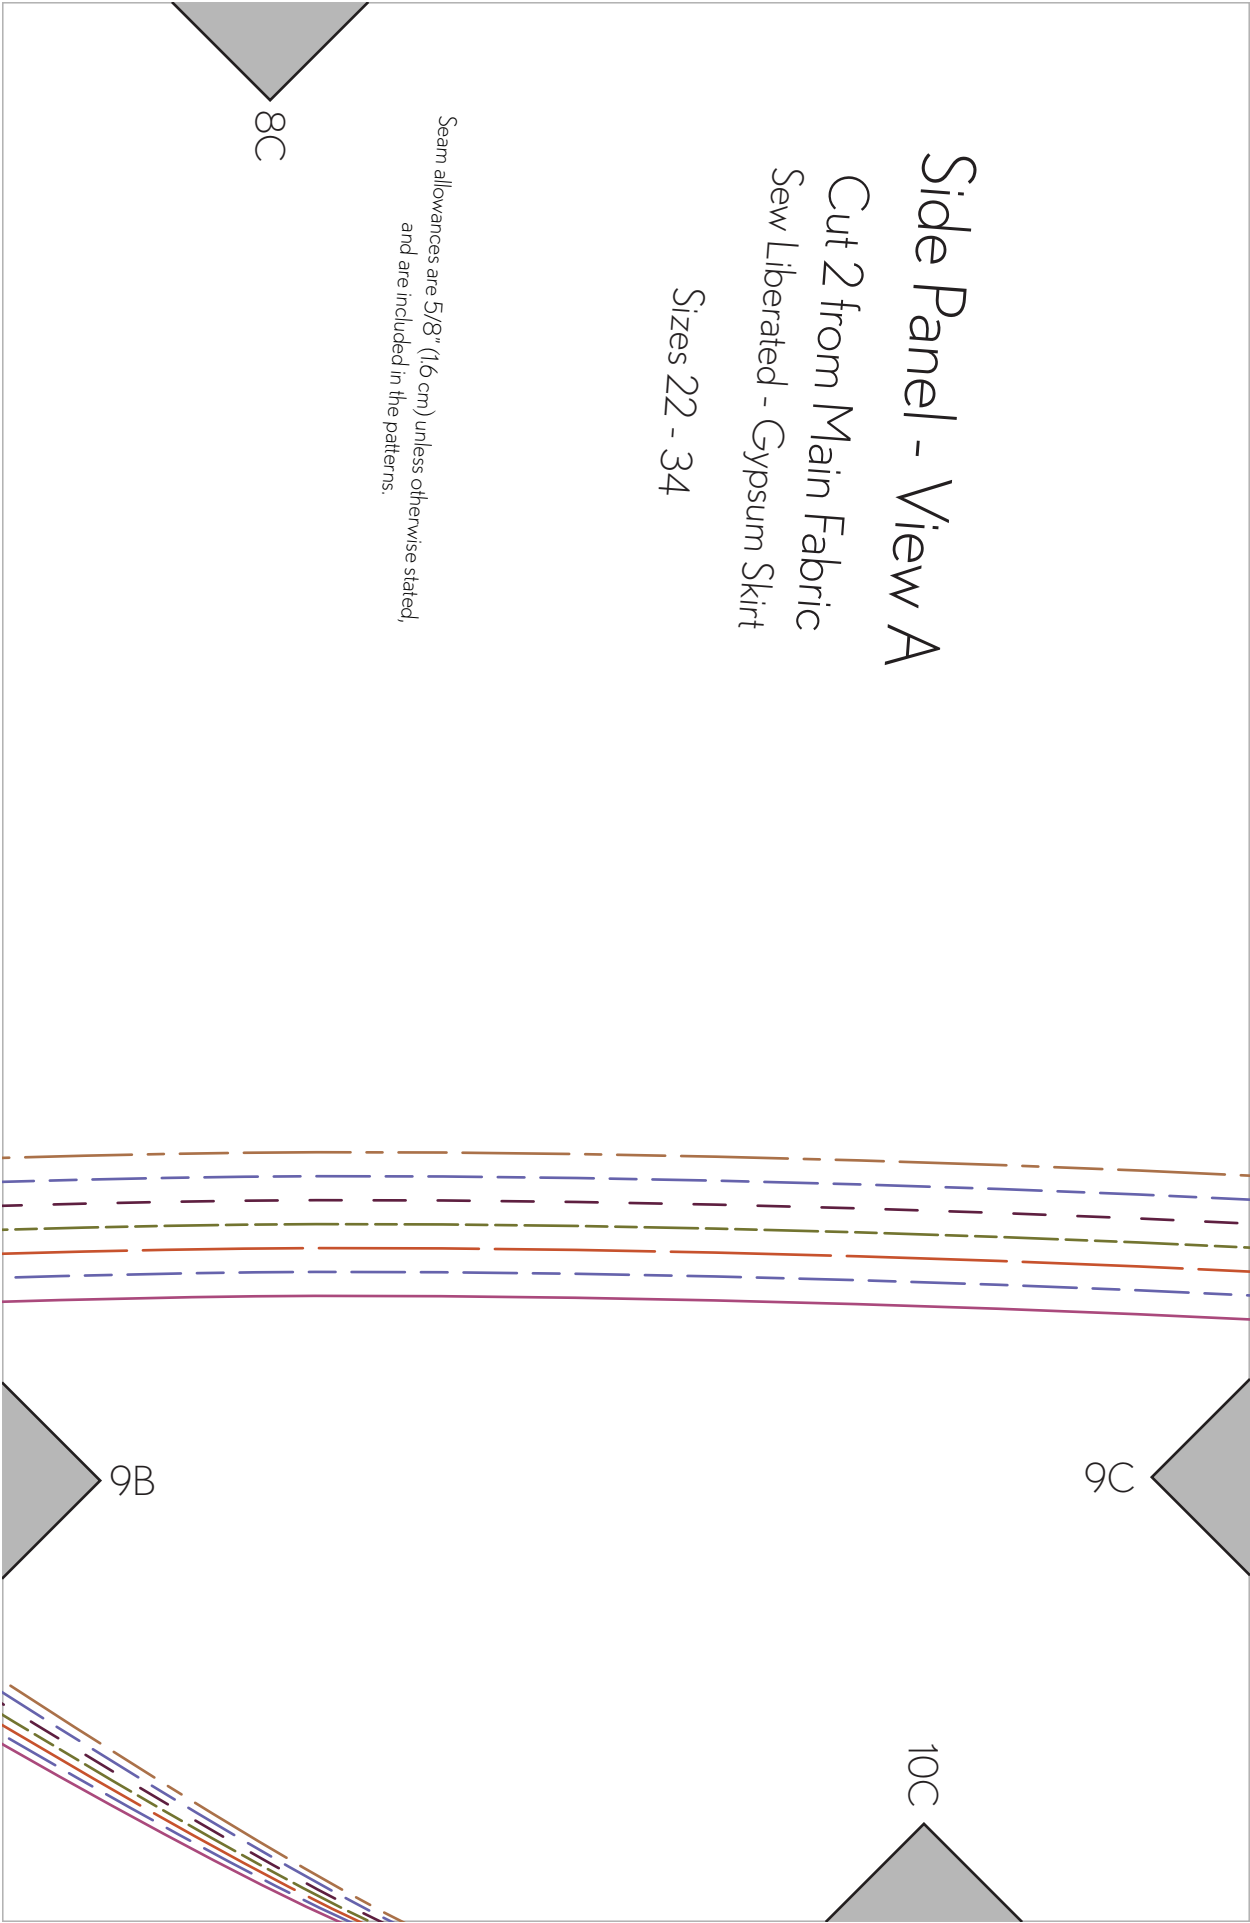 8C
Side Panel - View A
Cut 2 from Main Fabric
Sew Liberated - Gypsum Skirt
Sizes 22 - 34
Seam allowances are 5/8" (1.6 cm) unless otherwise stated,
and are included in the patterns.
9B
9C
10C